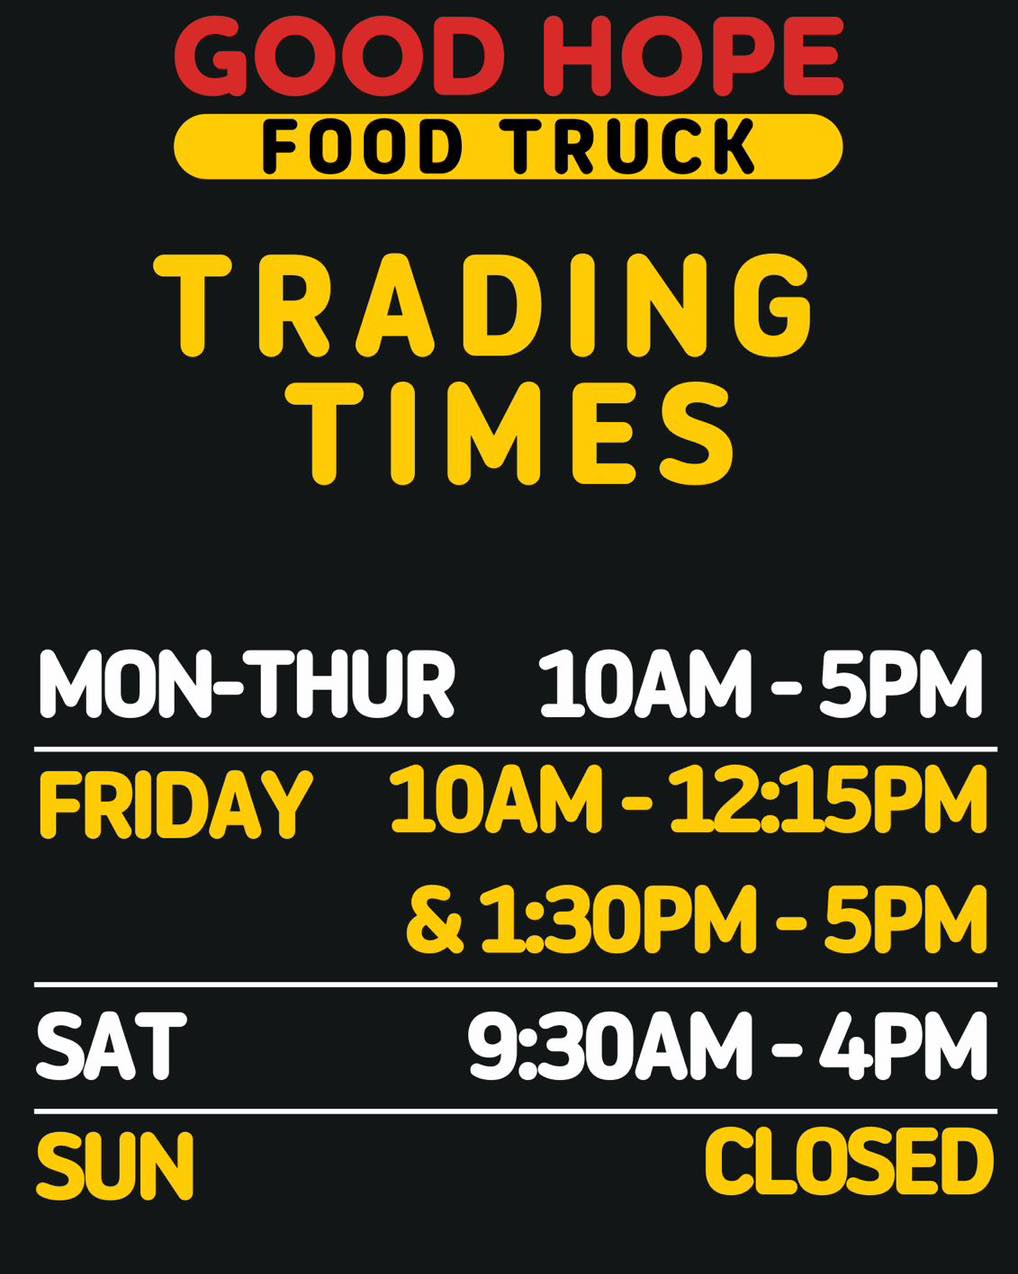 GOOD HOPE
FOOD TRUCK
TRADING
TIMES
MON-THUR 10AM - 5PM
FRIDAY 10AM - 12:15PM
& 1:30PM - 5PM
SAT 9:30AM - 4PM
SUN CLOSED